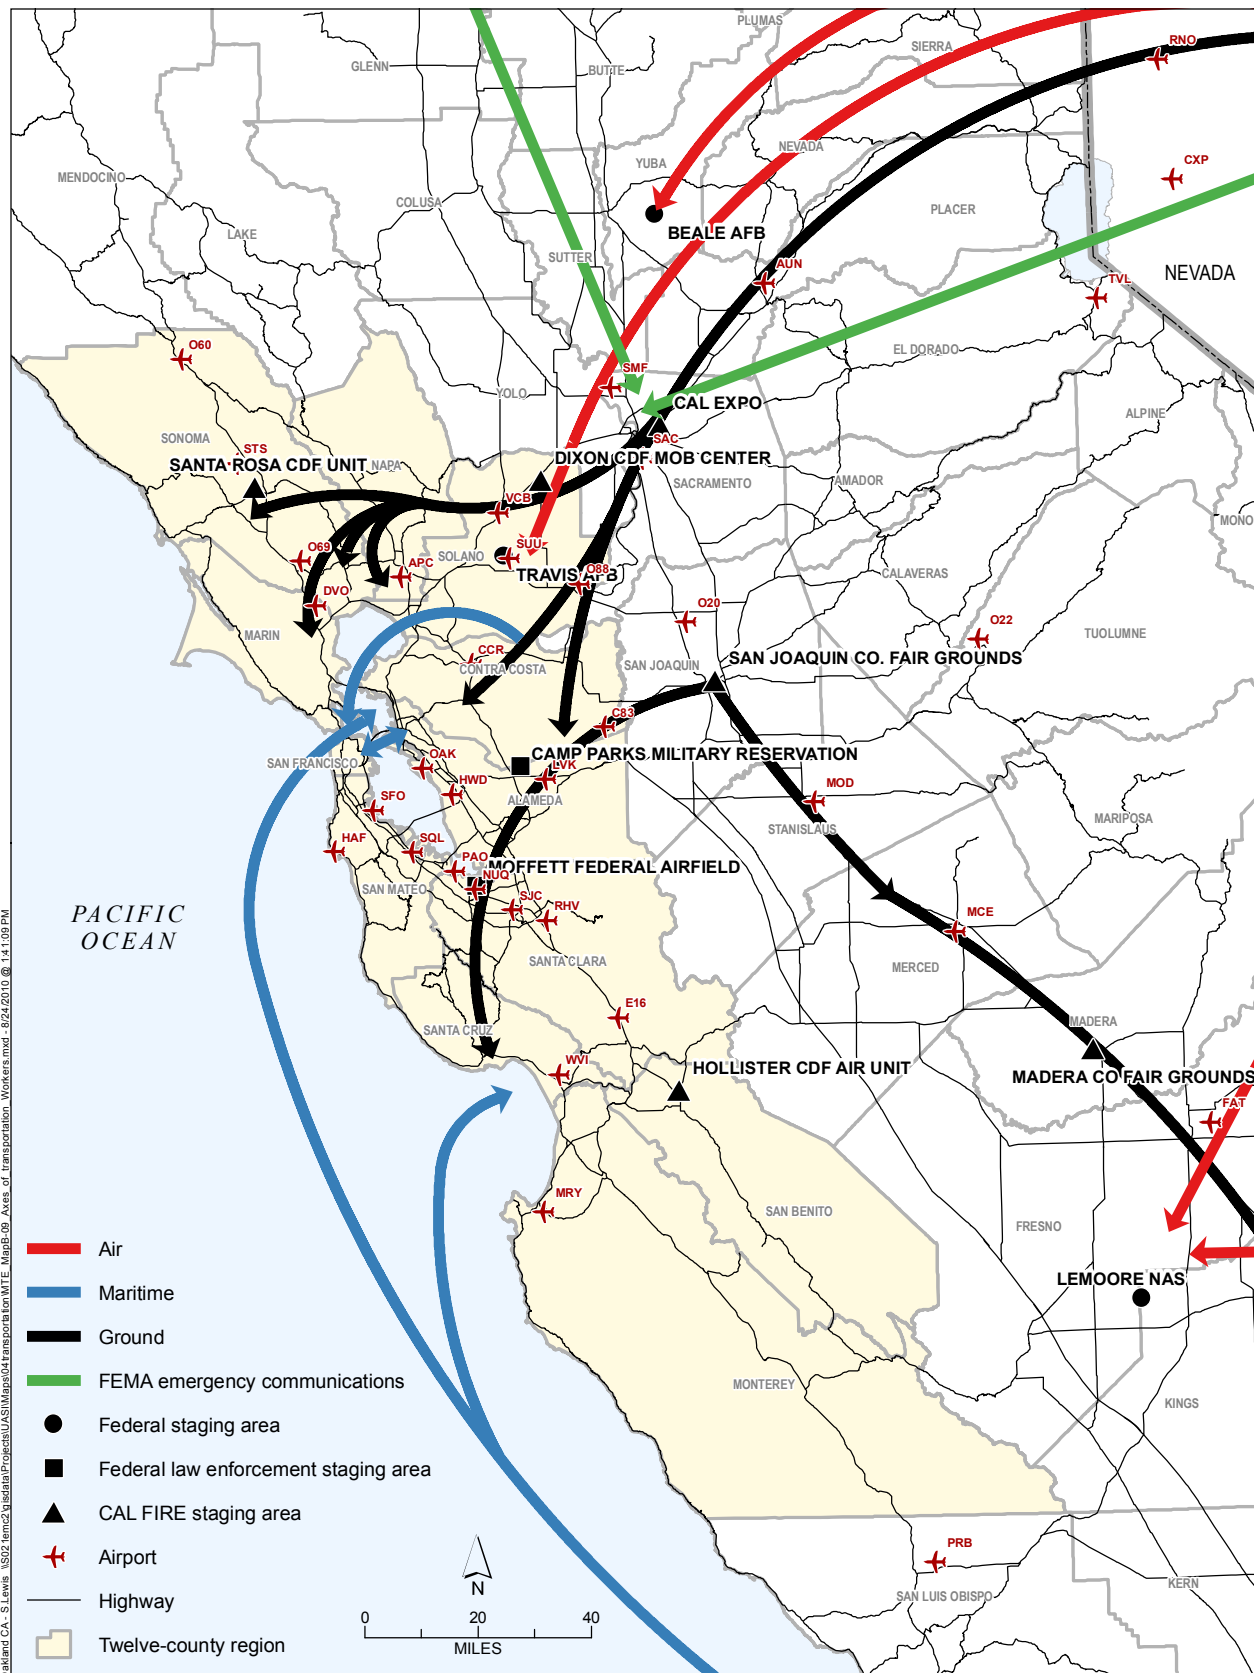 PLUMAS
RNO
SIERRA
GLENN
BUTTE
NEVADA
YUBA
CXP
MENDOCINO
COLUSA
PLACER
LAKE
BEALE AFB
SUTTER
AUN
NEVADA
TVL
O60
SMF
EL DORADO
YOLO
CAL EXPO
ALPINE
SONOMA
STS
SAC
SANTA ROSA CDF UNIT
NAPA
DIXON CDF MOB CENTER
SACRAMENTO
AMADOR
VCB
MONO
SUU
O69
SOLANO
APC
TRAVIS AFB
O88
CALAVERAS
DVO
O20
O22
MARIN
TUOLUMNE
CCR
CONTRA COSTA
SAN JOAQUIN
SAN JOAQUIN CO. FAIR GROUNDS
C83
CAMP PARKS MILITARY RESERVATION
SAN FRANCISCO
OAK
LVK
HWD
MOD
SFO
ALAMEDA
MARIPOSA
STANISLAUS
HAF
SQL
PAO
MOFFETT FEDERAL AIRFIELD
NUQ
SAN MATEO
SJC
RHV
PACIFIC
OCEAN
MCE
SANTA CLARA
MERCED
E16
SANTA CRUZ
MADERA
WVI
HOLLISTER CDF AIR UNIT
MADERA CO FAIR GROUNDS
FAT
MRY
SAN BENITO
FRESNO
LEMOORE NAS
MONTEREY
KINGS
PRB
SAN LUIS OBISPO
KERN
Air
Maritime
Ground
FEMA emergency communications
Federal staging area
Federal law enforcement staging area
CAL FIRE staging area
Airport
Highway
Twelve-county region
N
0 20 40
MILES